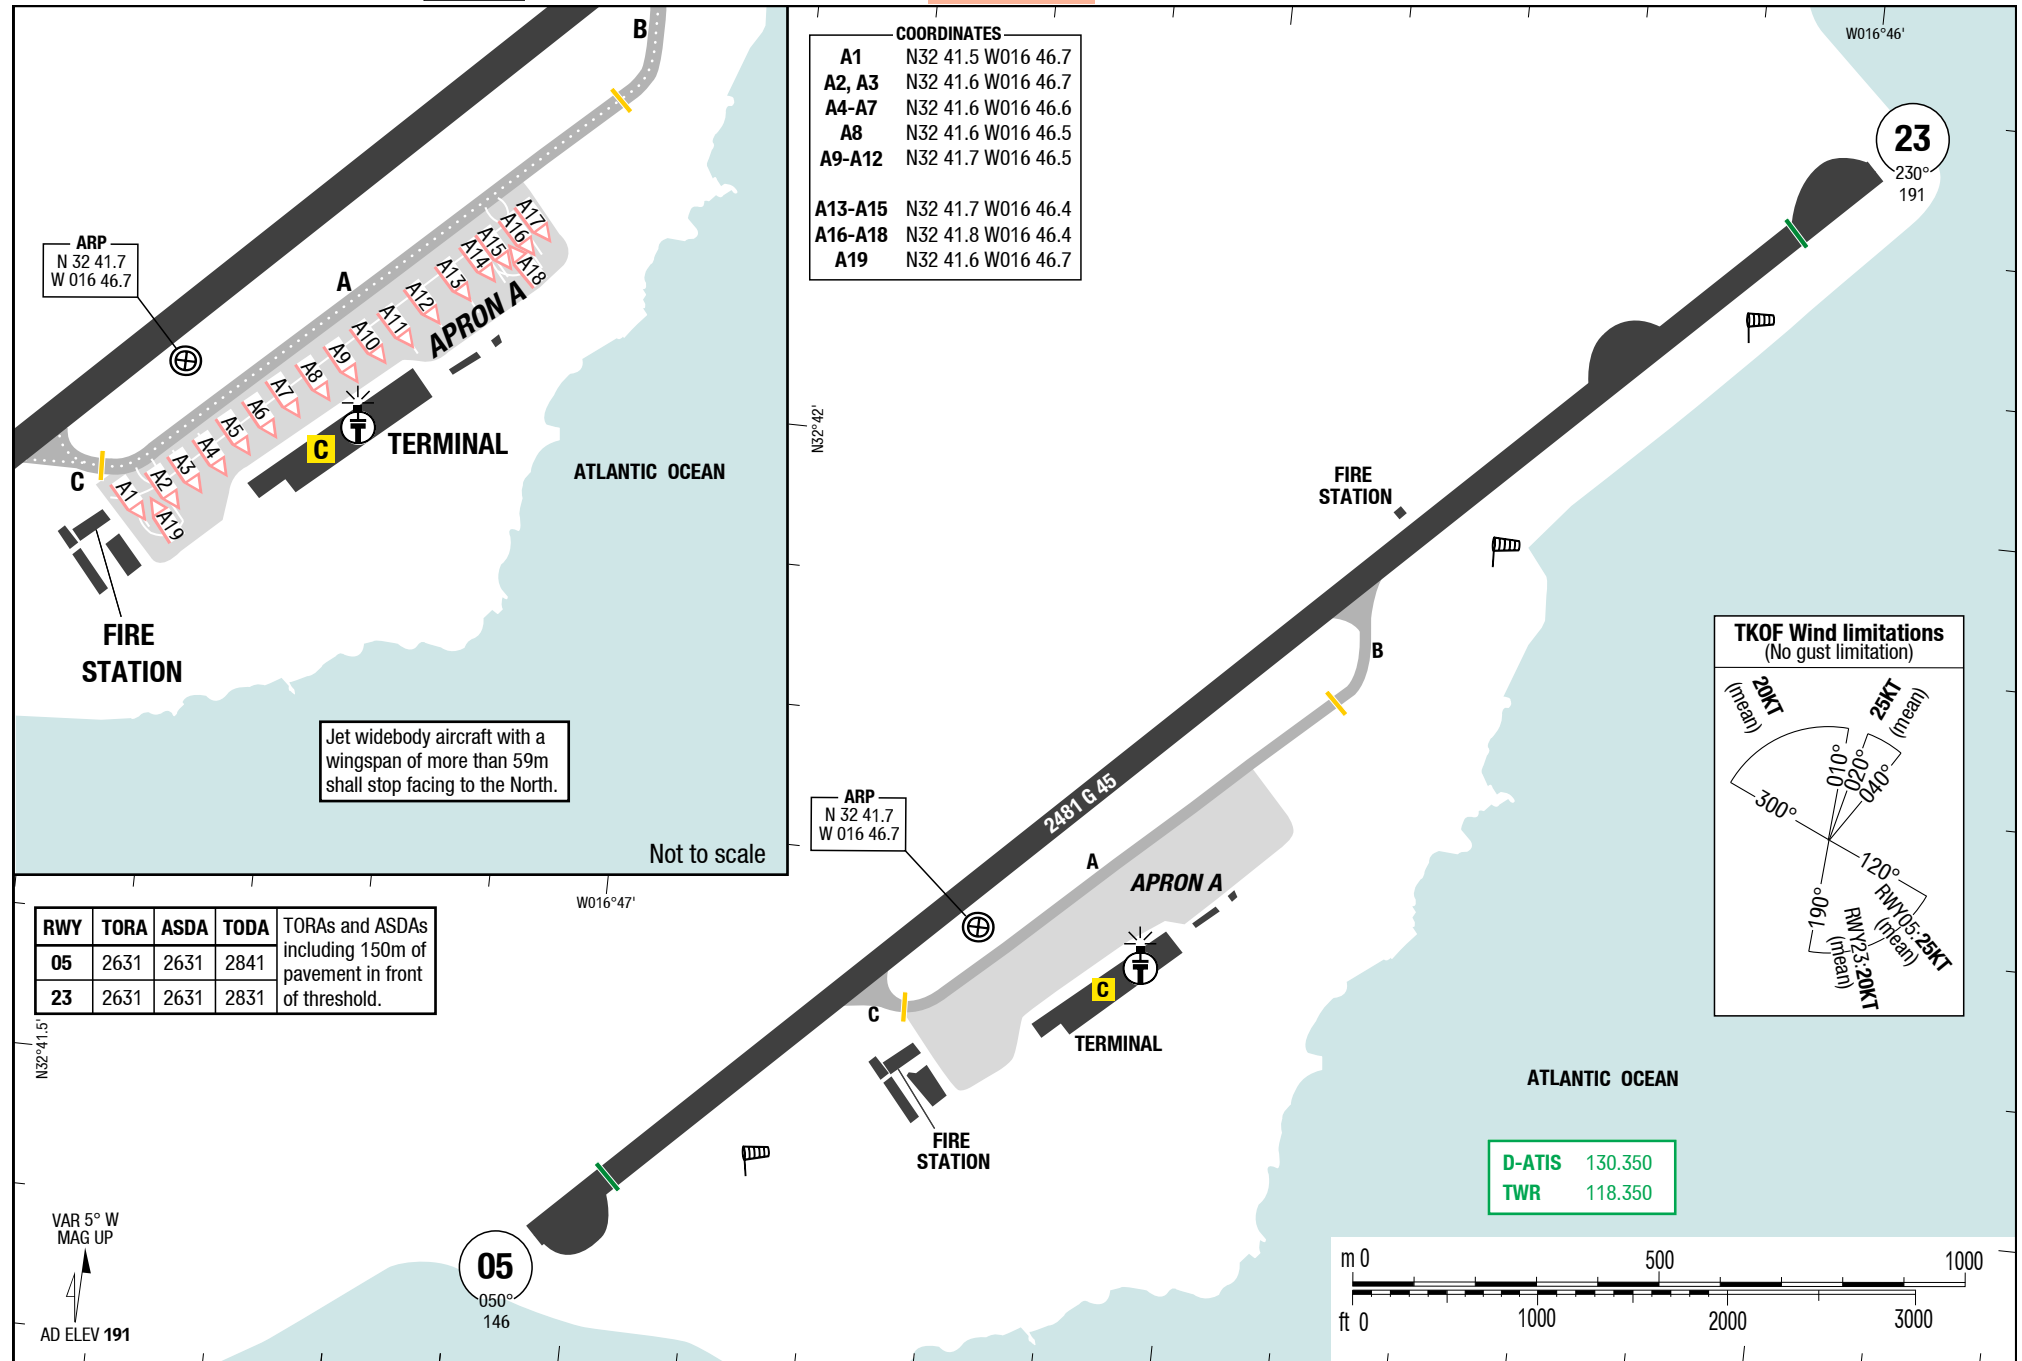 B
ARP
N 32 41.7
W 016 46.7
A
A17
A16
A15
A14
A18
A13
A12
A11
A10
A9
A8
A7
A6
A5
A4
A3
A2
A1
A19
APRON A
C
TERMINAL
C
FIRE
STATION
ATLANTIC OCEAN
Jet widebody aircraft with a
wingspan of more than 59m
shall stop facing to the North.
Not to scale
COORDINATES
A1 N32 41.5 W016 46.7
A2, A3 N32 41.6 W016 46.7
A4-A7 N32 41.6 W016 46.6
A8 N32 41.6 W016 46.5
A9-A12 N32 41.7 W016 46.5
A13-A15 N32 41.7 W016 46.4
A16-A18 N32 41.8 W016 46.4
A19 N32 41.6 W016 46.7
W016°46'
23
230°
191
N32°42'
FIRE
STATION
B
TKOF Wind limitations
(No gust limitation)
20KT
(mean)
25KT
(mean)
010°
020°
040°
300°
120°
190°
RWY05:25KT
(mean)
RWY23:20KT
(mean)
2481 G 45
ARP
N 32 41.7
W 016 46.7
A
APRON A
C
TERMINAL
C
FIRE
STATION
W016°47'
RWY TORA ASDA TODA
05 2631 2631 2841
23 2631 2631 2831
TORAs and ASDAs
including 150m of
pavement in front
of threshold.
N32°41.5'
ATLANTIC OCEAN
D-ATIS 130.350
TWR 118.350
VAR 5° W
MAG UP
AD ELEV 191
05
050°
146
m 0 500 1000
ft 0 1000 2000 3000